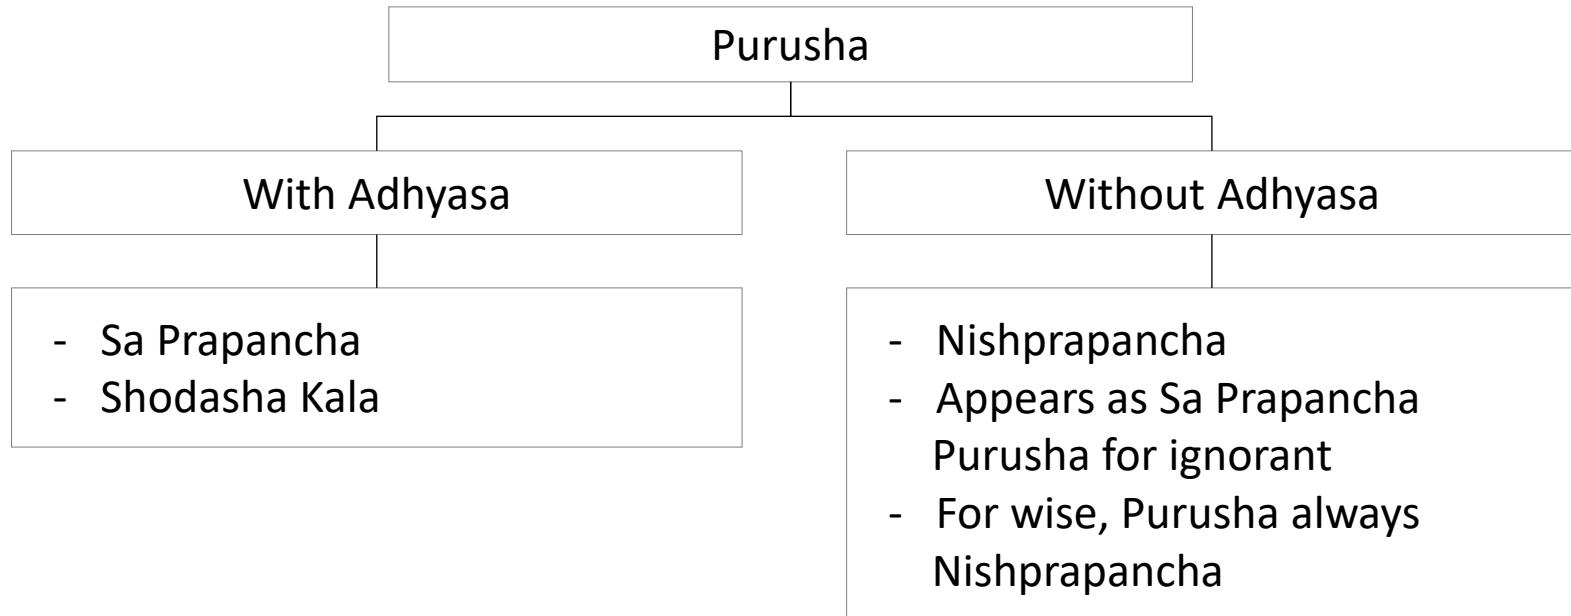 Purusha
With Adhyasa
Without Adhyasa
- Sa Prapancha
- Shodasha Kala
- Nishprapancha
- Appears as Sa Prapancha
Purusha for ignorant
- For wise, Purusha always
Nishprapancha